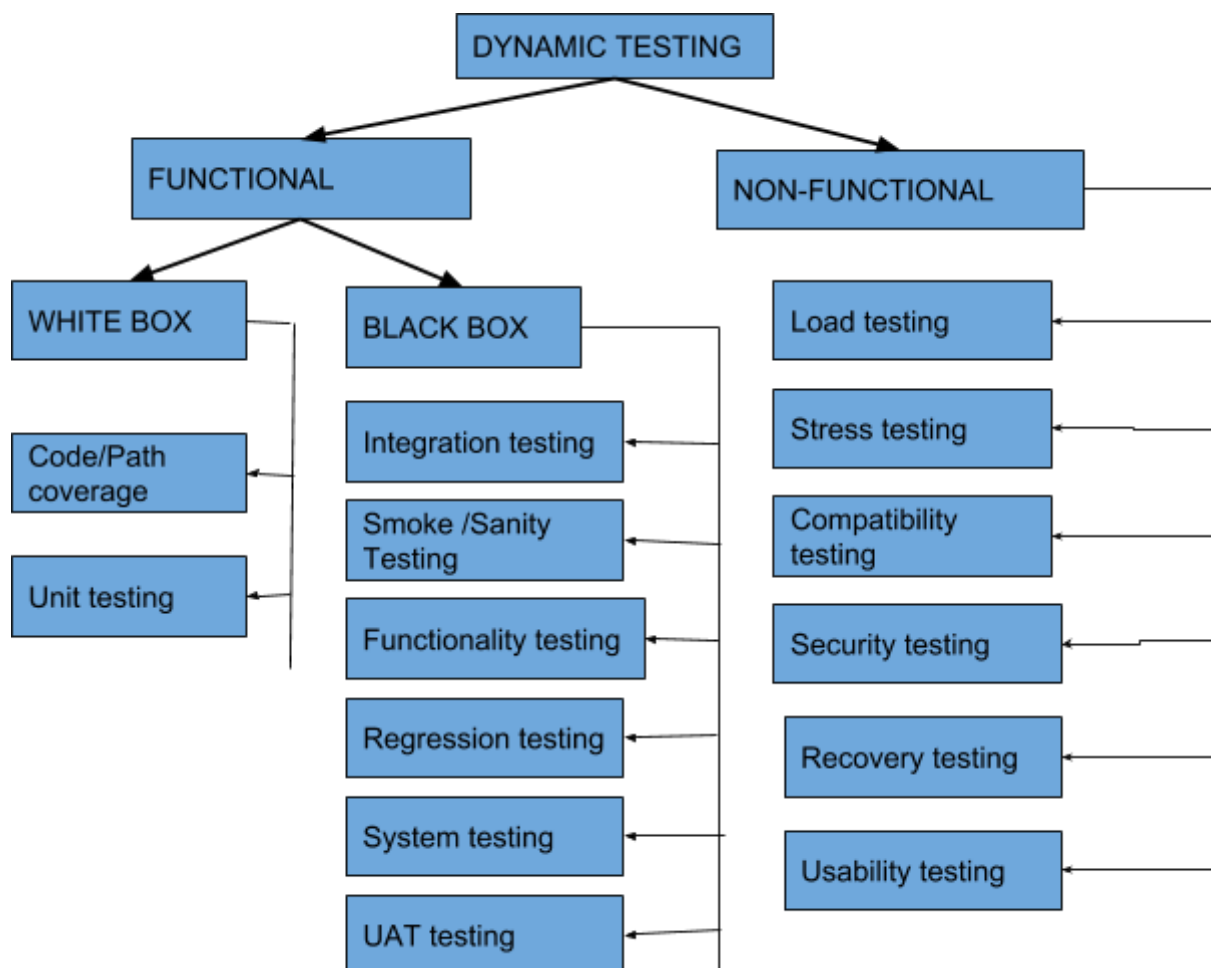 DYNAMIC TESTING
FUNCTIONAL
NON-FUNCTIONAL
WHITE BOX
BLACK BOX
Code/Path
coverage
Unit testing
Integration testing
Smoke /Sanity
Testing
Functionality testing
Regression testing
System testing
UAT testing
Load testing
Stress testing
Compatibility
testing
Security testing
Recovery testing
Usability testing